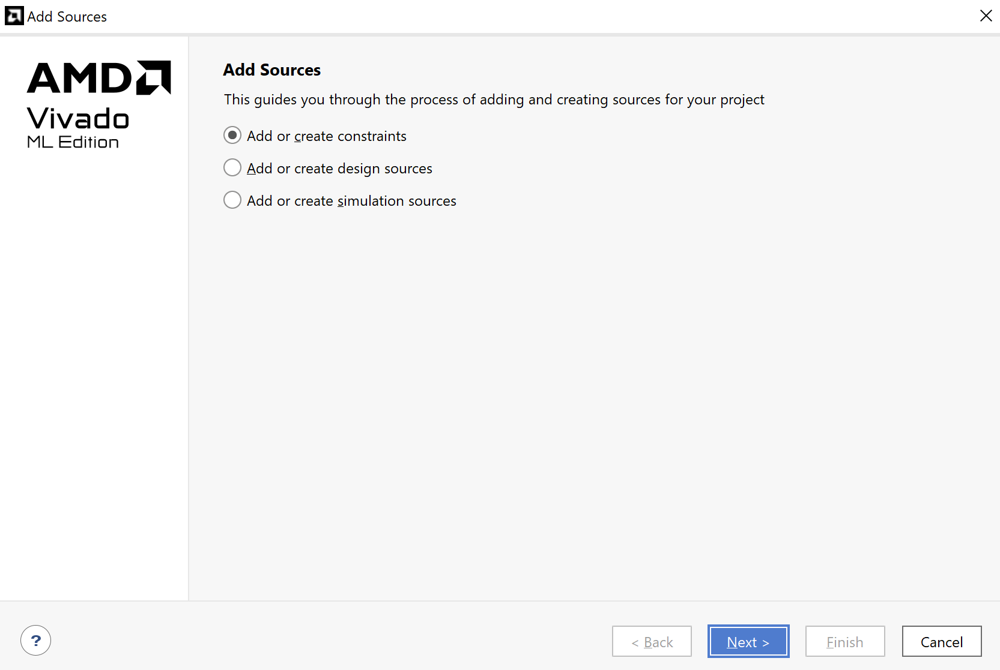 Add Sources
AMD
Vivado
ML Edition
Add Sources
This guides you through the process of adding and creating sources for your project
Add or create constraints
Add or create design sources
Add or create simulation sources
?
< Back
Next >
Finish
Cancel